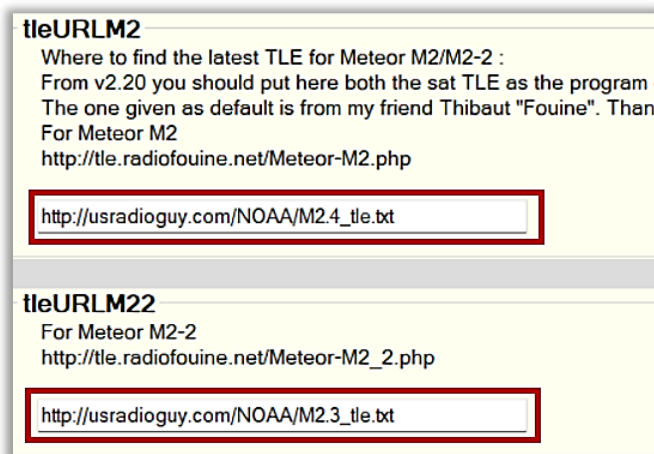 tleURLM2
Where to find the latest TLE for Meteor M2/M2-2 :
From v2.20 you should put here both the sat TLE as the program
The one given as default is from my friend Thibaut "Fouine". Than
For Meteor M2
http://tle.radiofouine.net/Meteor-M2.php
http://usradioguy.com/NOAA/M2.4_tle.txt
tleURLM22
For Meteor M2-2
http://tle.radiofouine.net/Meteor-M2_2.php
http://usradioguy.com/NOAA/M2.3_tle.txt